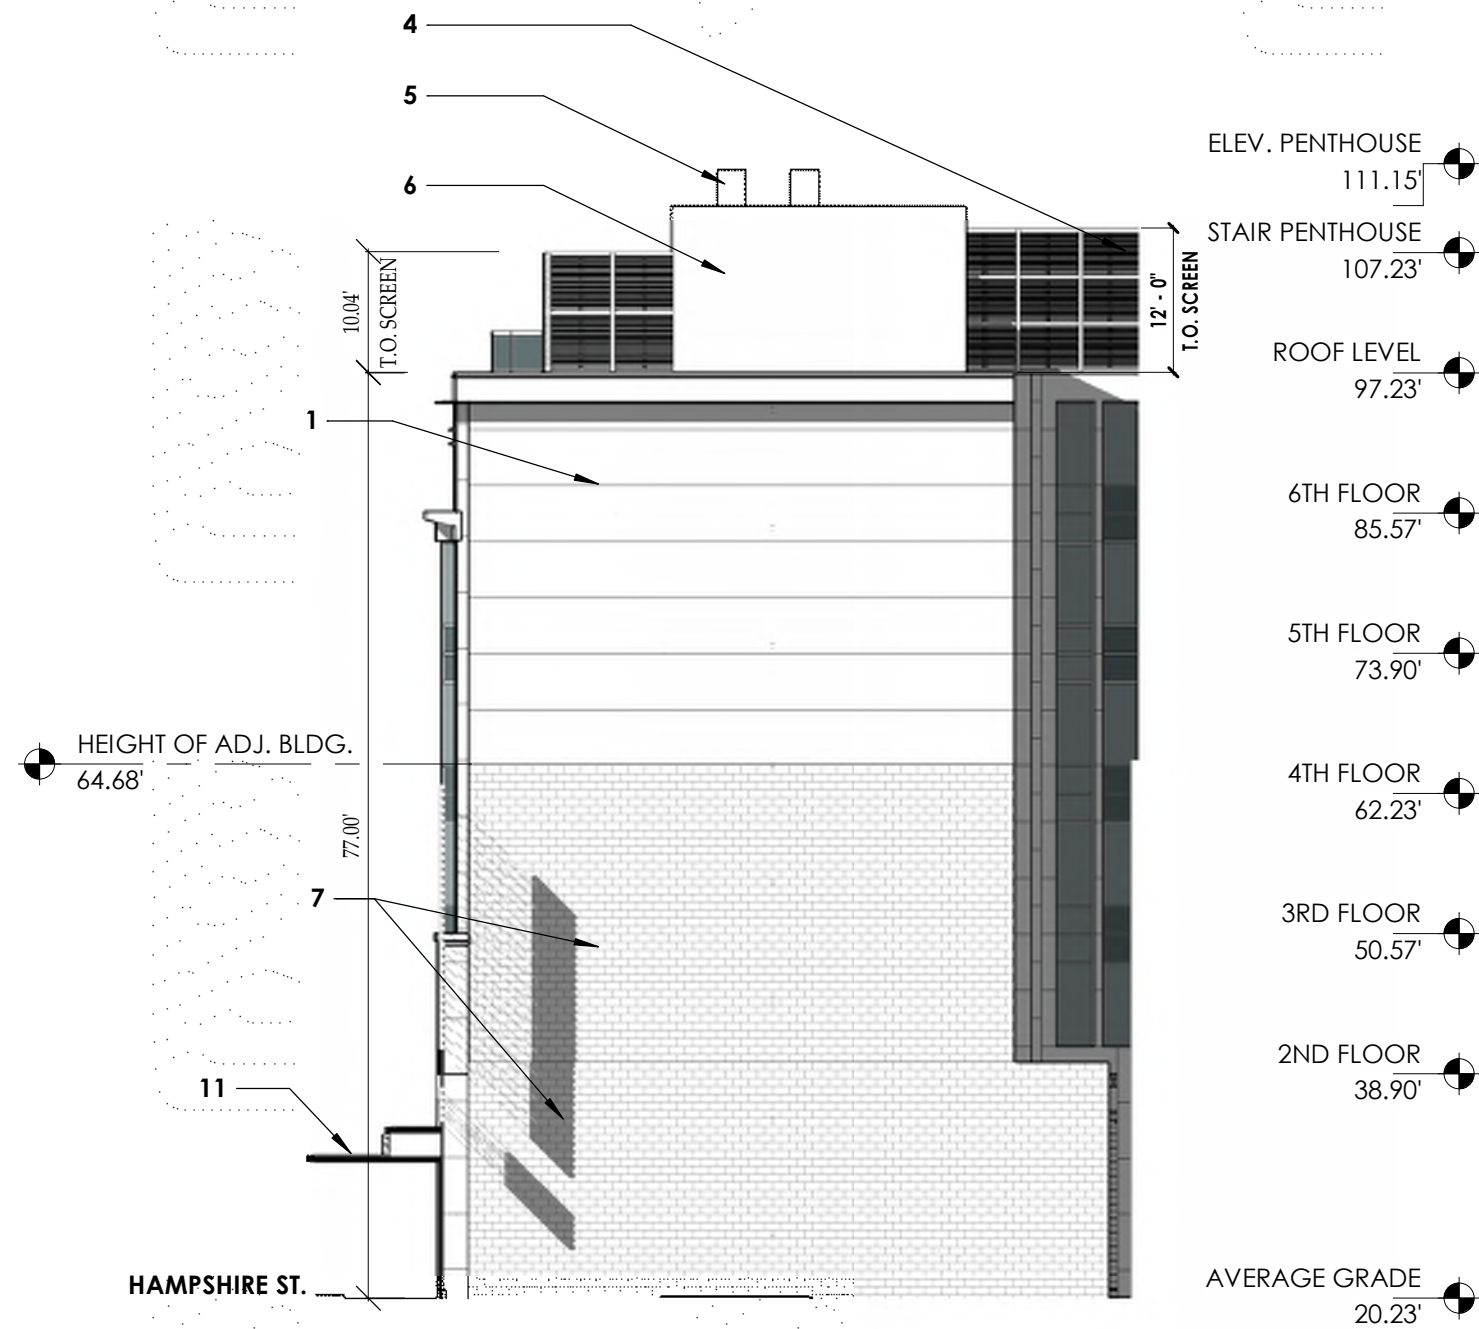 4
5
6
ELEV. PENTHOUSE
111.15'
STAIR PENTHOUSE
107.23'
10.04'
T.O. SCREEN
12' - 0"
T.O. SCREEN
ROOF LEVEL
97.23'
1
6TH FLOOR
85.57'
5TH FLOOR
73.90'
HEIGHT OF ADJ. BLDG.
64.68'
4TH FLOOR
62.23'
77.00'
7
3RD FLOOR
50.57'
2ND FLOOR
38.90'
11
HAMPSHIRE ST.
AVERAGE GRADE
20.23'